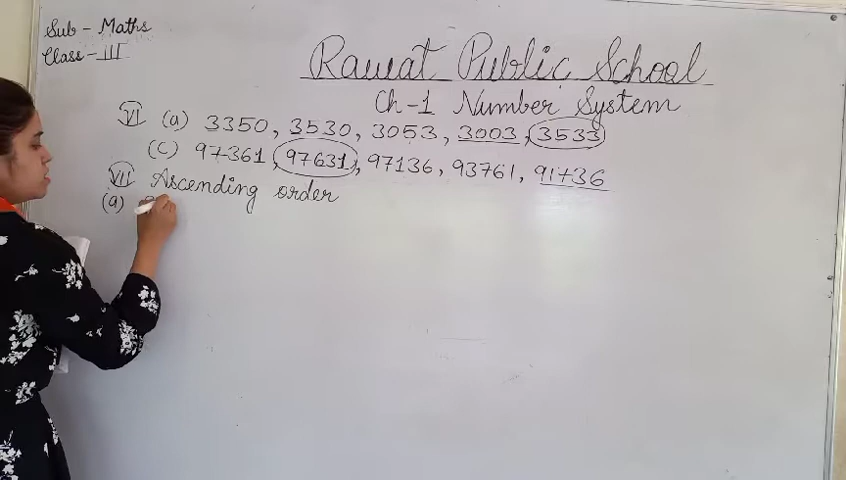 Sub - Maths
Class - III
Rawat Public School
Ch-1 Number System
VI (a) 3350, 3530, 3053, 3003, 3533
(C) 97361, 97631, 97136, 93761, 91736
VII Ascending order
(a)